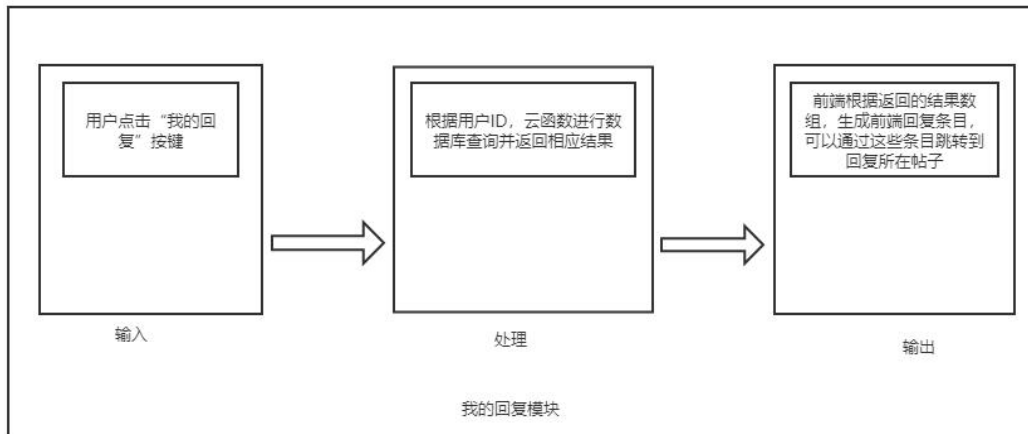 用户点击“我的回
复”按键
根据用户ID，云函数进行数
据库查询并返回相应结果
前端根据返回的结果数
组，生成前端回复条目，
可以通过这些条目跳转到
回复所在帖子
输入
处理
输出
我的回复模块